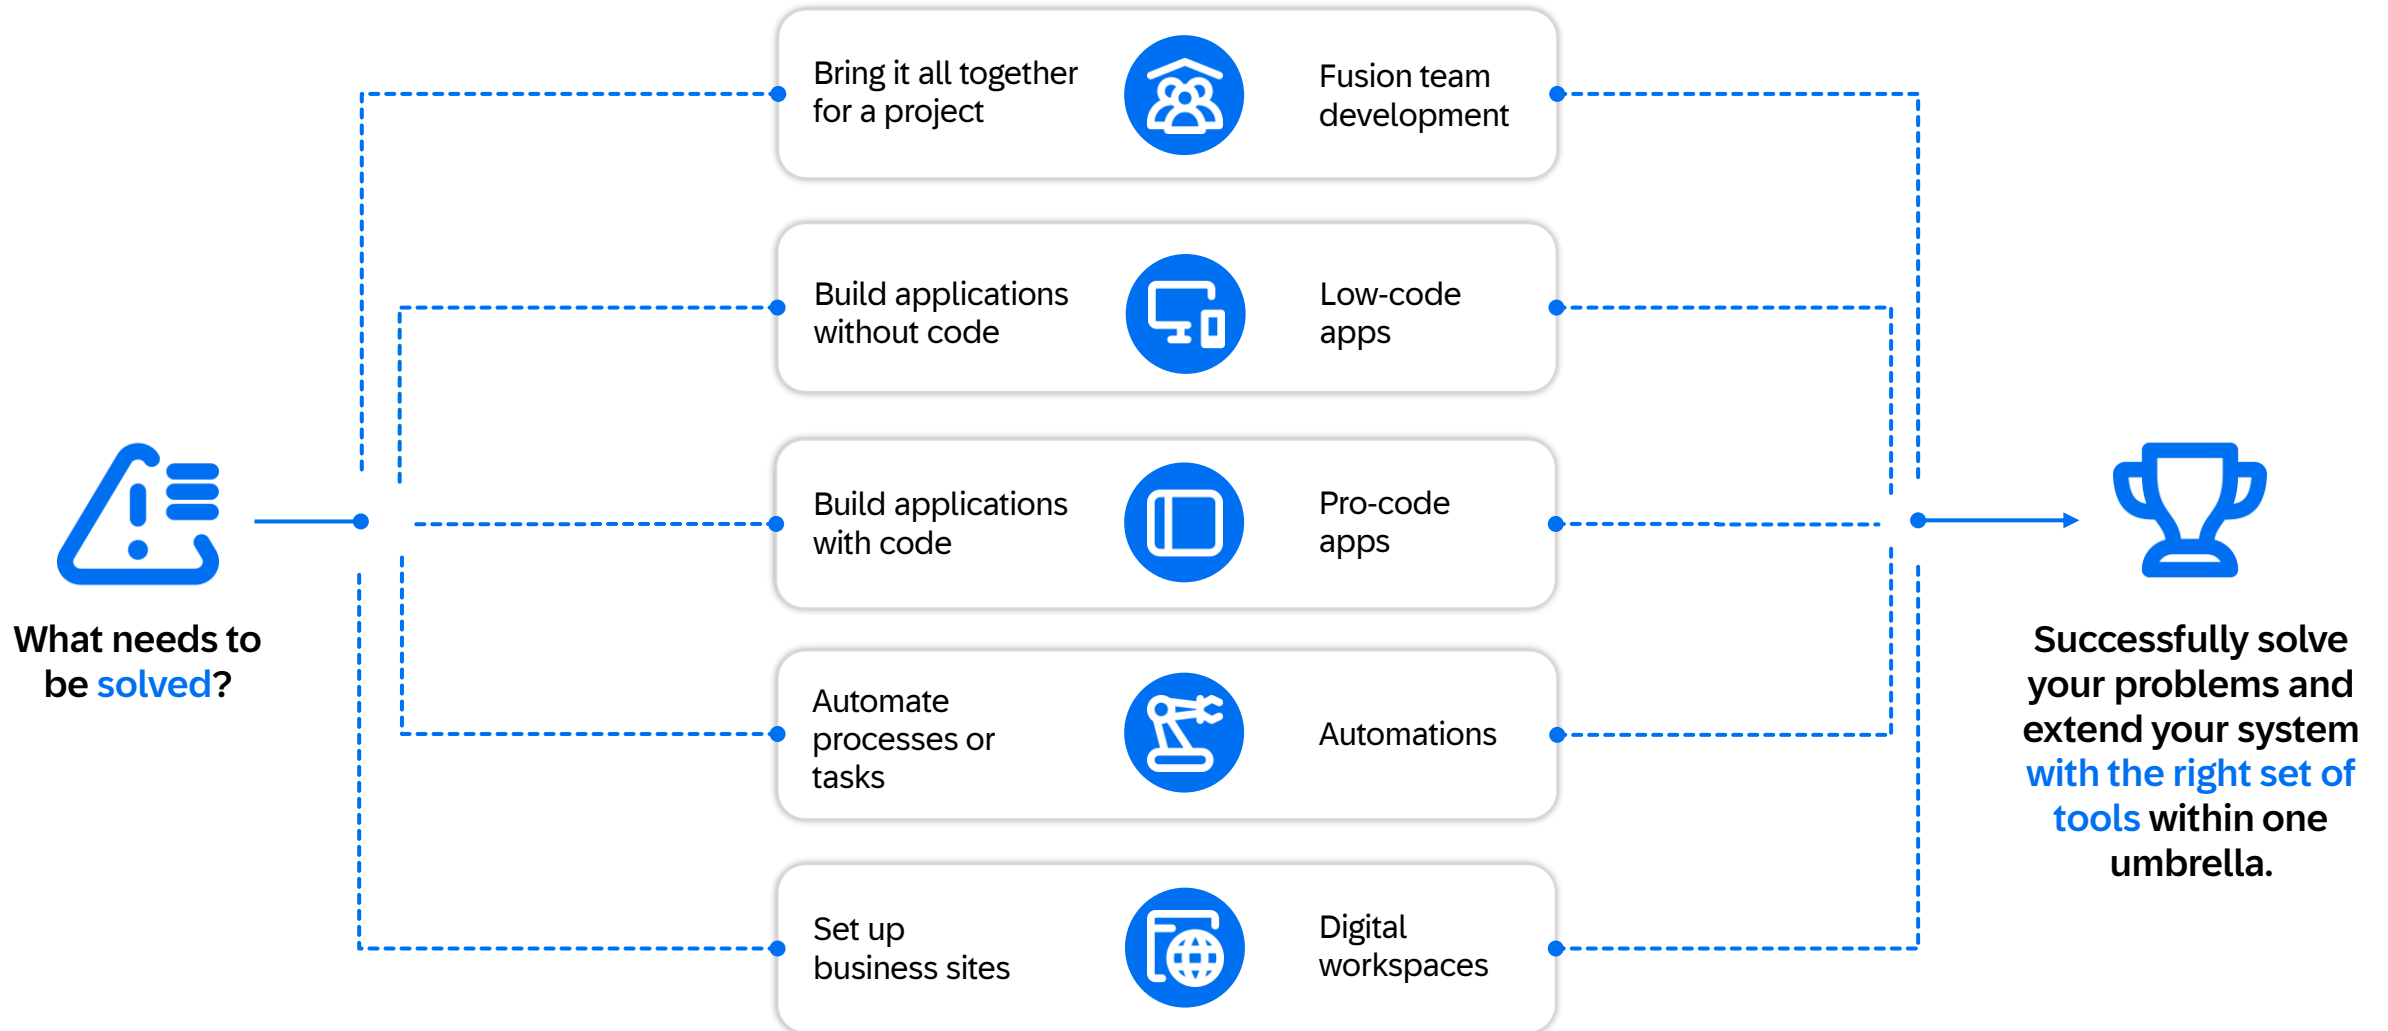 Bring it all together
for a project
Fusion team
development
Build applications
without code
Low-code
apps
Build applications
with code
Pro-code
apps
What needs to
be solved?
Automate
processes or
tasks
Automations
Set up
business sites
Digital
workspaces
Successfully solve
your problems and
extend your system
with the right set of
tools within one
umbrella.